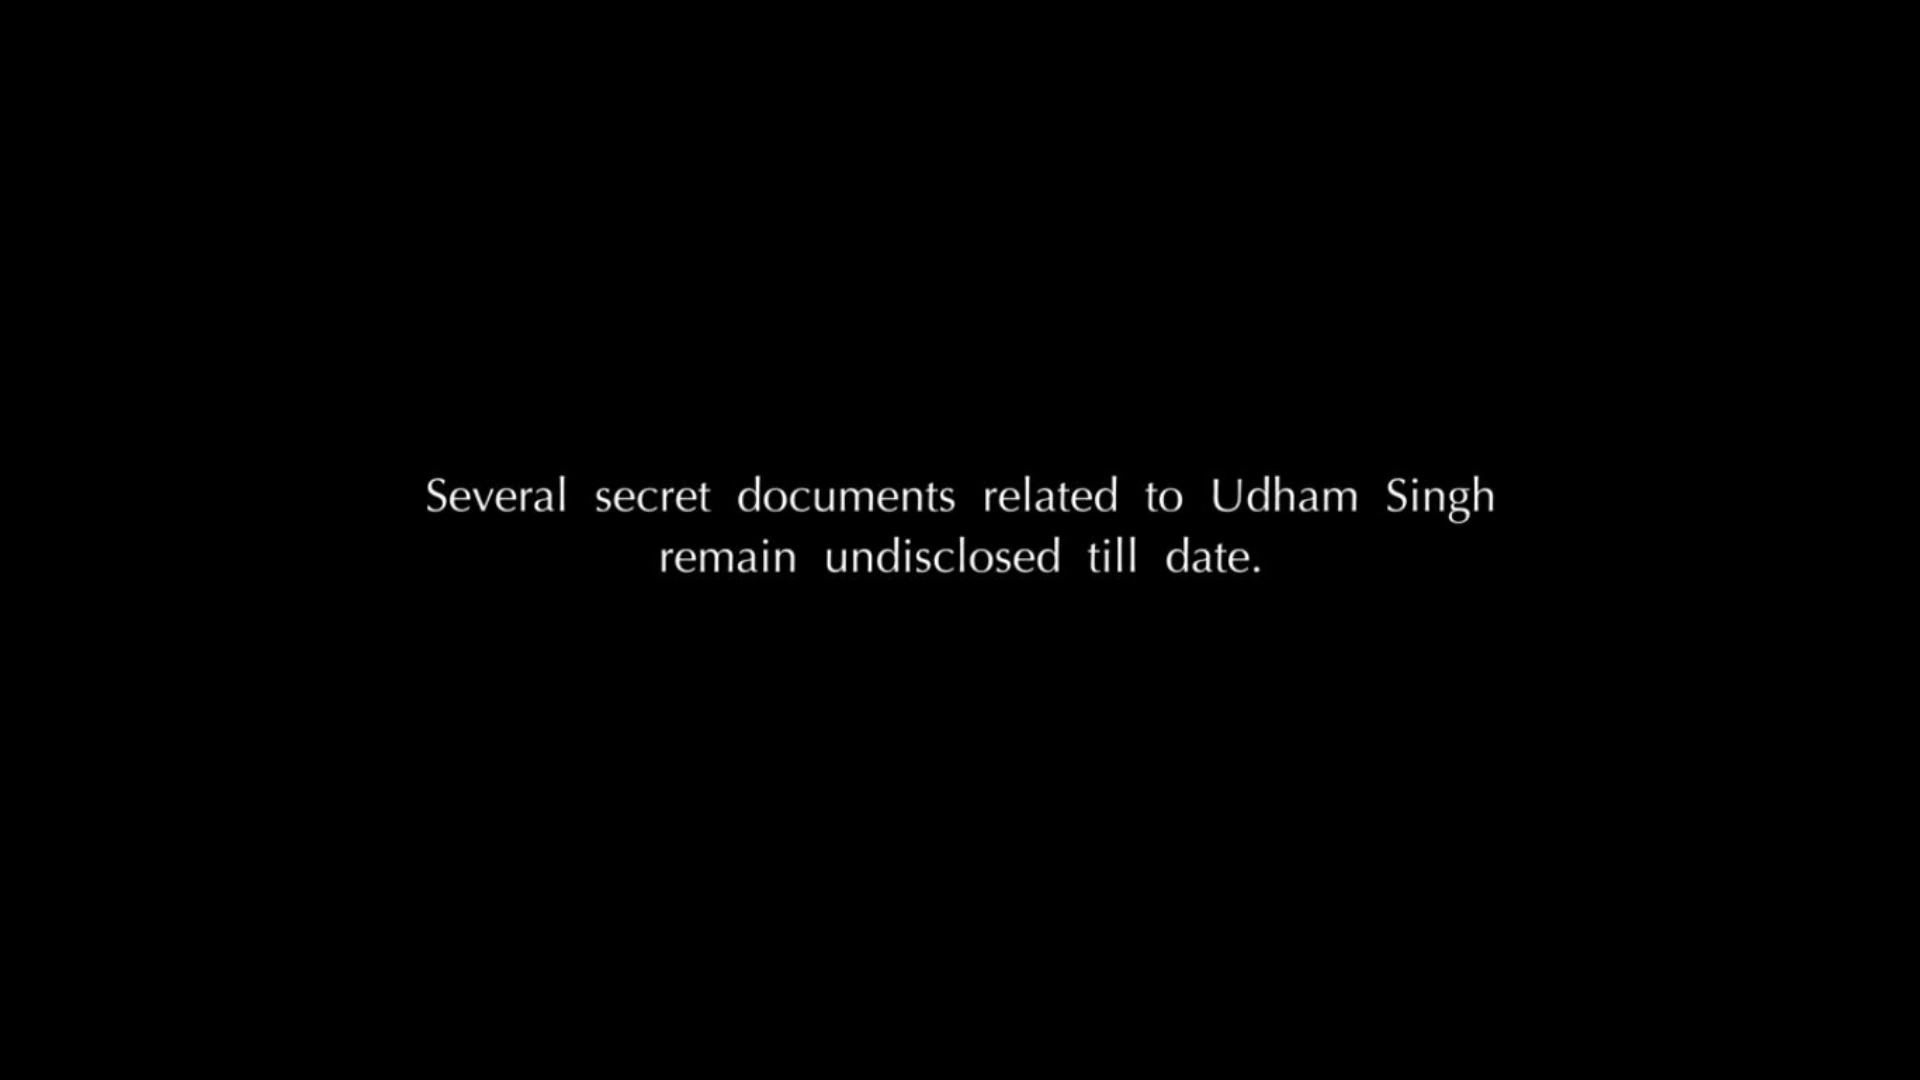 Several secret documents related to Udham Singh
remain undisclosed till date.